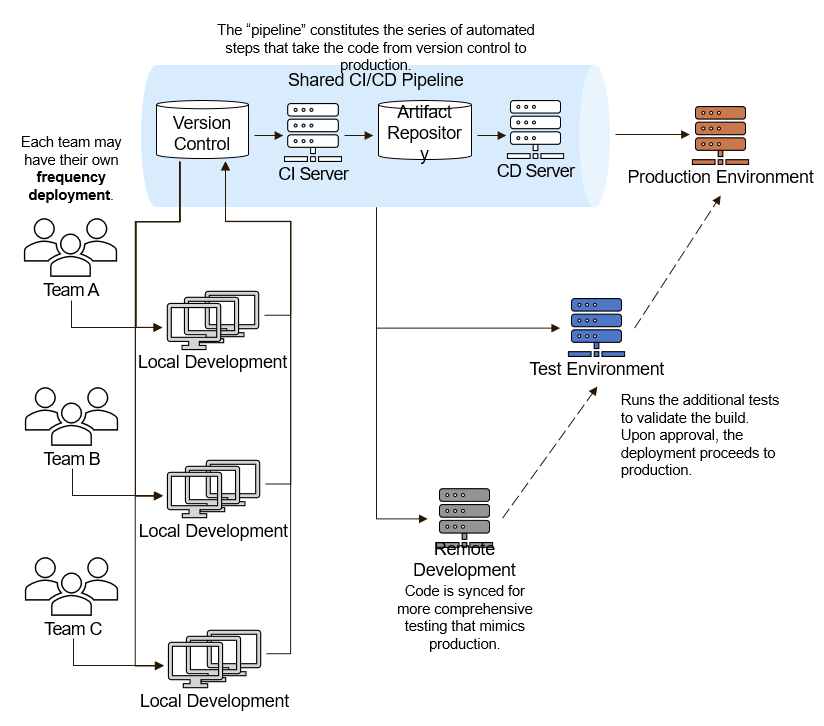 The “pipeline” constitutes the series of automated
steps that take the code from version control to
production.
Shared CI/CD Pipeline
Version
Control
CI Server
Artifact
Repositor
y
CD Server
Production Environment
Each team may
have their own
frequency
deployment.
Team A
Local Development
Test Environment
Runs the additional tests
to validate the build.
Upon approval, the
deployment proceeds to
production.
Team B
Local Development
Remote
Development
Code is synced for
more comprehensive
testing that mimics
production.
Team C
Local Development